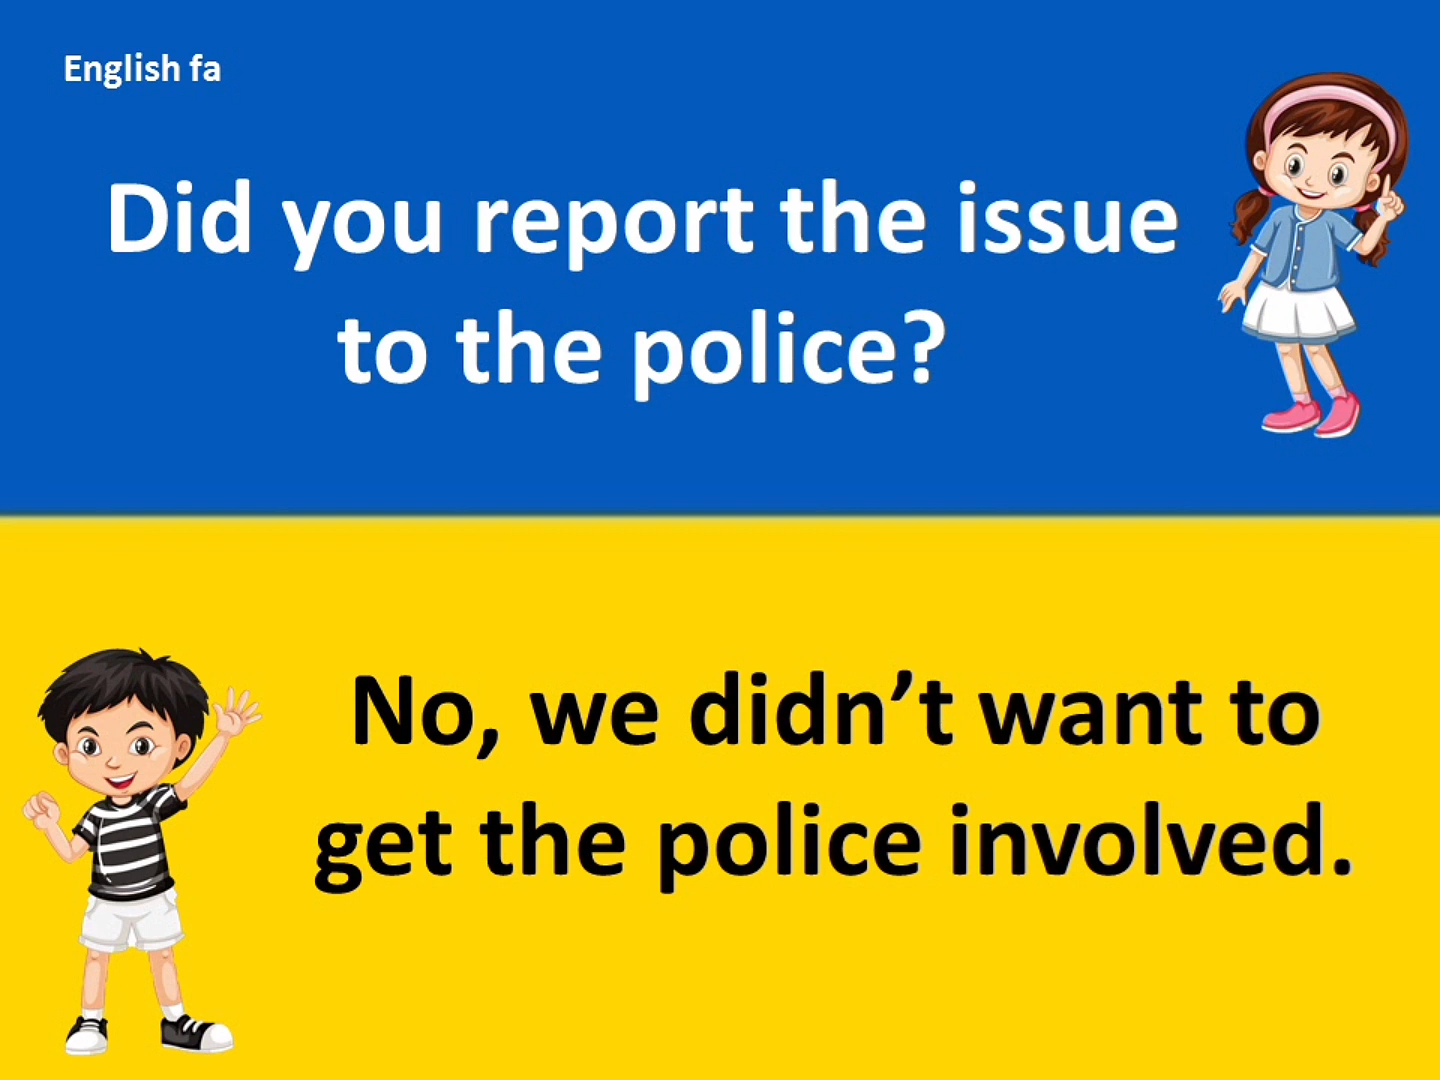 English fa
Did you report the issue
to the police?
No, we didn’t want to
get the police involved.